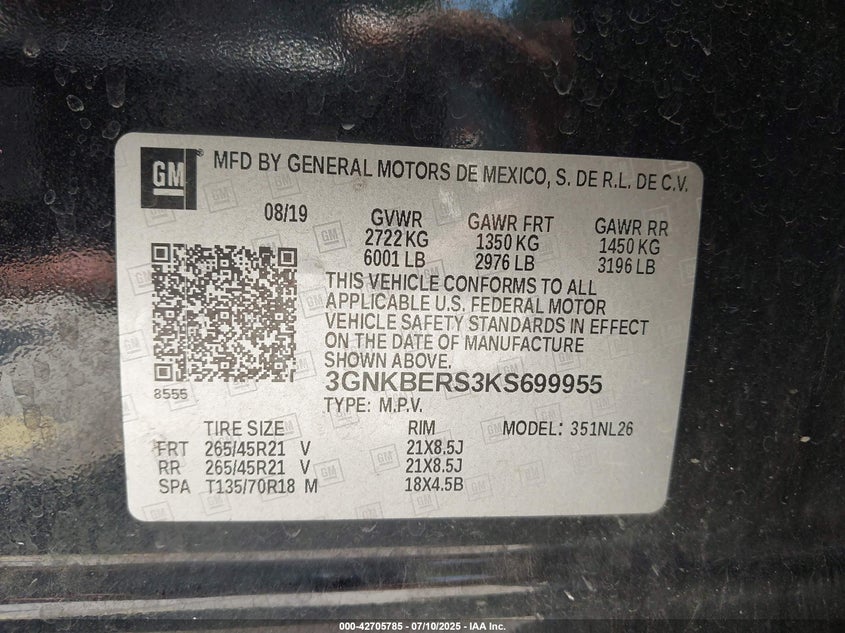 GM
MFD BY GENERAL MOTORS DE MEXICO, S. DE R.L. DE C.V.
08/19 GVWR GAWR FRT GAWR RR
2722 KG 1350 KG 1450 KG
6001 LB 2976 LB 3196 LB
THIS VEHICLE CONFORMS TO ALL
APPLICABLE U.S. FEDERAL MOTOR
VEHICLE SAFETY STANDARDS IN EFFECT
ON THE DATE OF MANUFACTURE
SHOWN ABOVE.
8555
3GNKBERS3KS699955
TYPE: M.P.V.
TIRE SIZE RIM MODEL: 351NL26
FRT 265/45R21 V 21X8.5J
RR 265/45R21 V 21X8.5J
SPA T135/70R18 M 18X4.5B
000-42705785 - 07/10/2025 - IAA Inc.